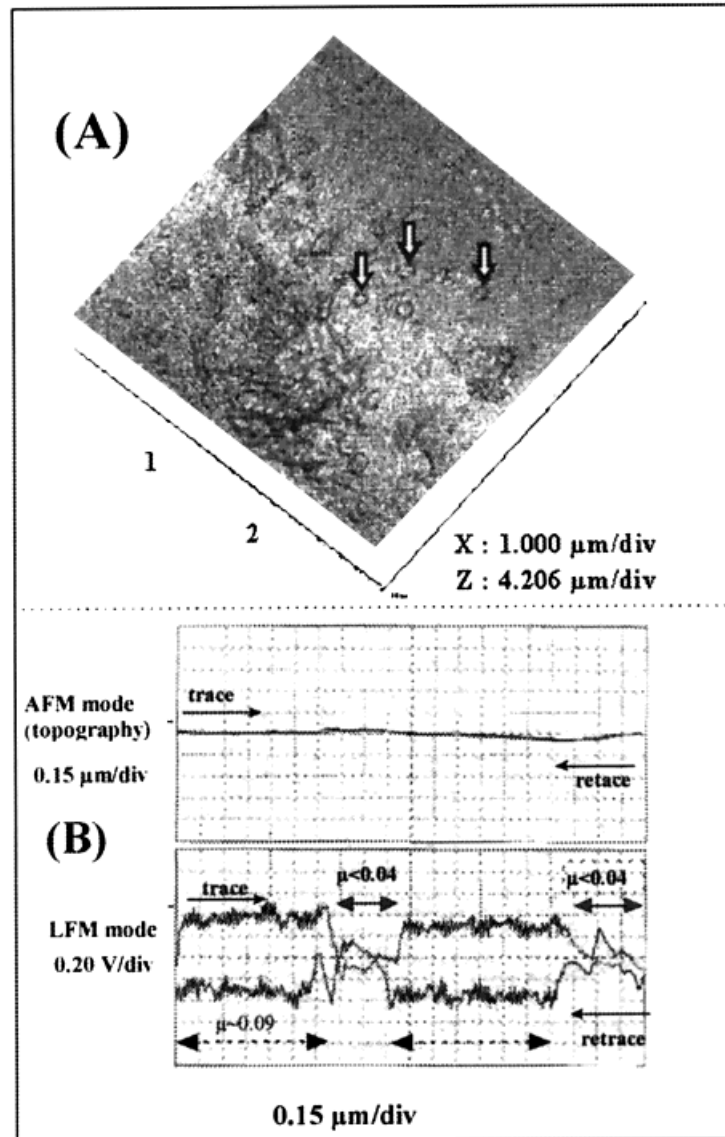 (A)
1
2
X : 1.000 µm/div
Z : 4.206 µm/div
AFM mode
(topography)
0.15 µm/div
trace
retace
(B)
LFM mode
0.20 V/div
trace
µ<0.04
µ<0.04
µ~0.09
retrace
0.15 µm/div